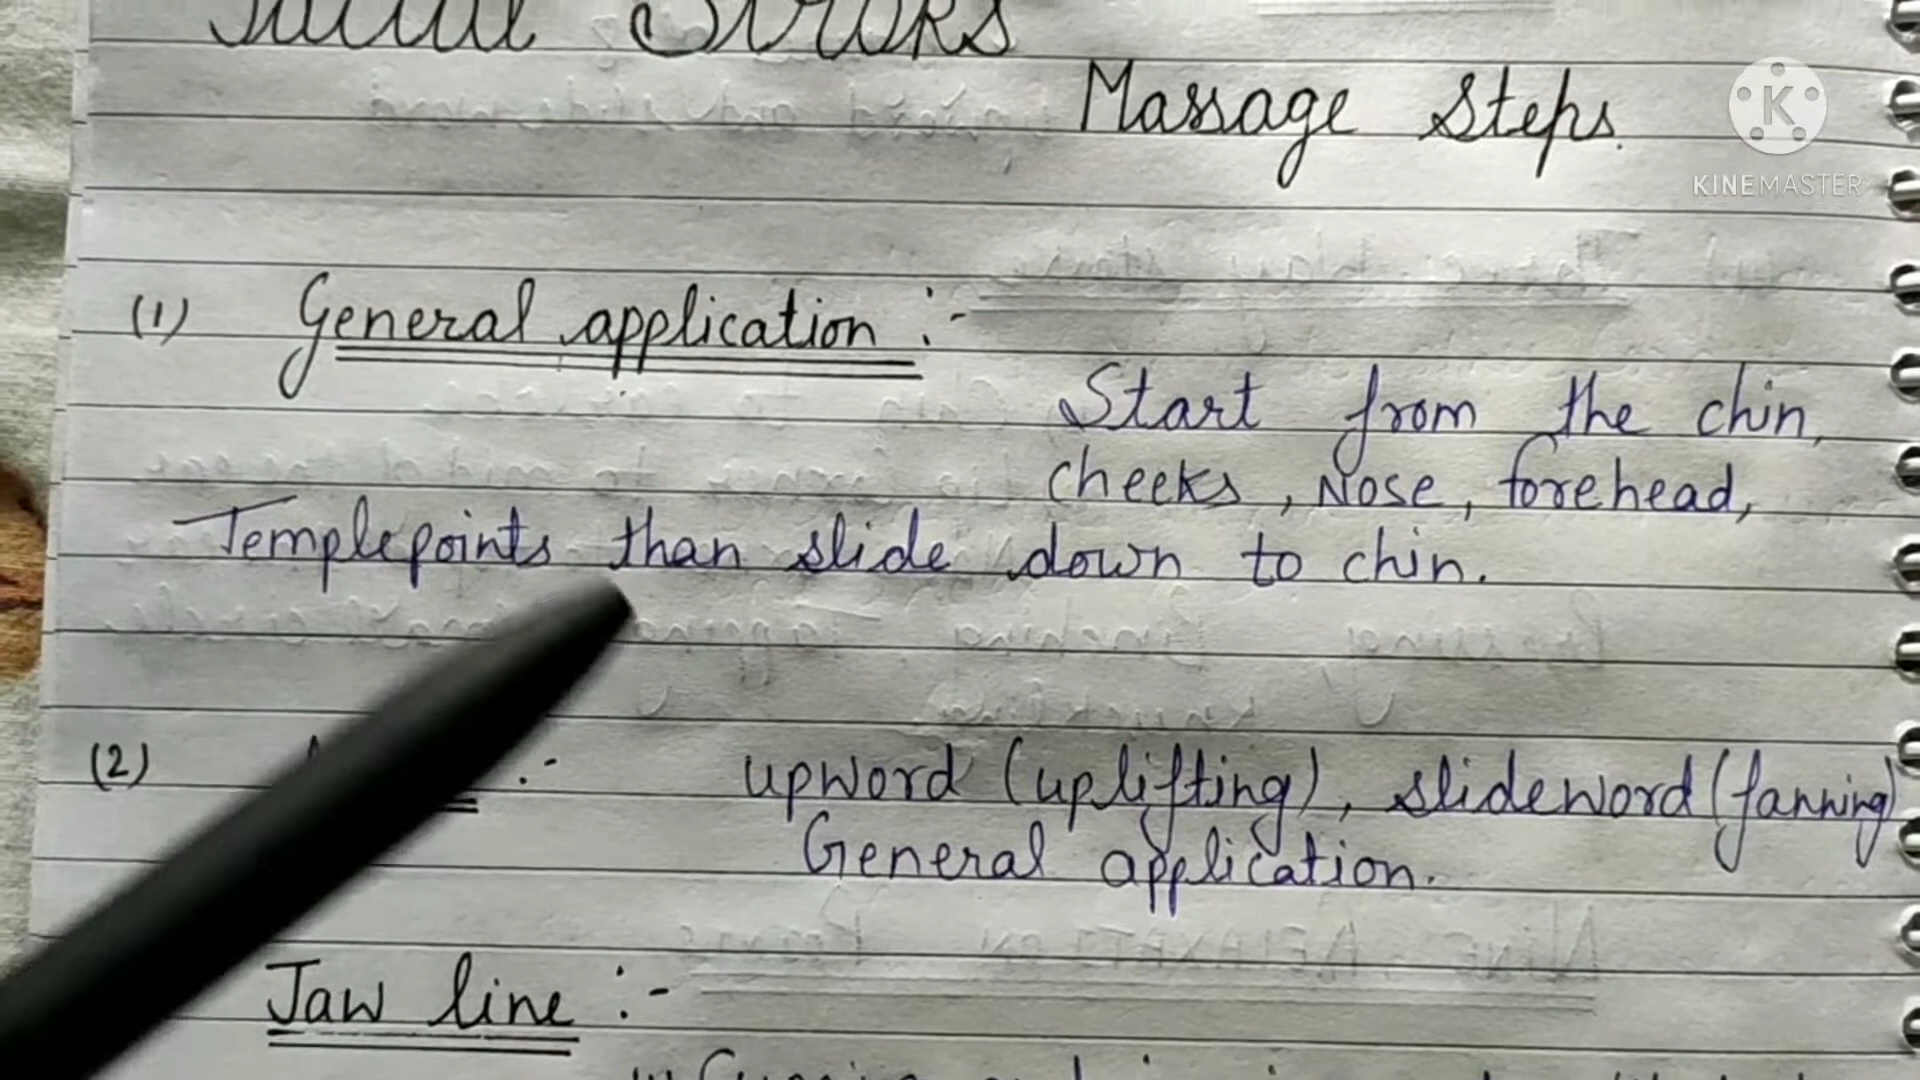 Massage Steps.
KINEMASTER
(1) General application :-
Start from the chin,
cheeks, Nose, forehead,
Templepoints than slide down to chin.
(2) :- upword (uplifting), slideword (fanning)
General application.
Jaw line :-